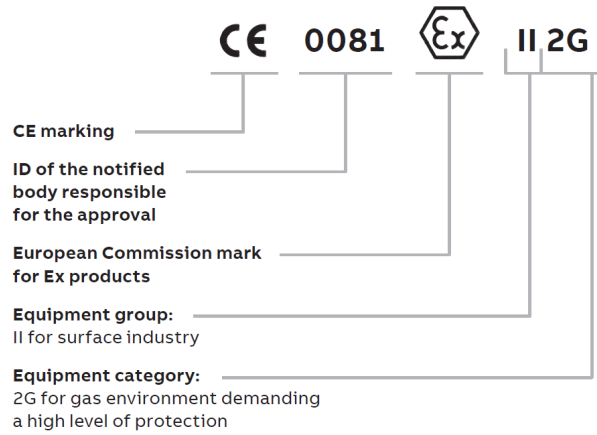 CE 0081 Ex II 2G
CE marking
ID of the notified
body responsible
for the approval
European Commission mark
for Ex products
Equipment group:
II for surface industry
Equipment category:
2G for gas environment demanding
a high level of protection